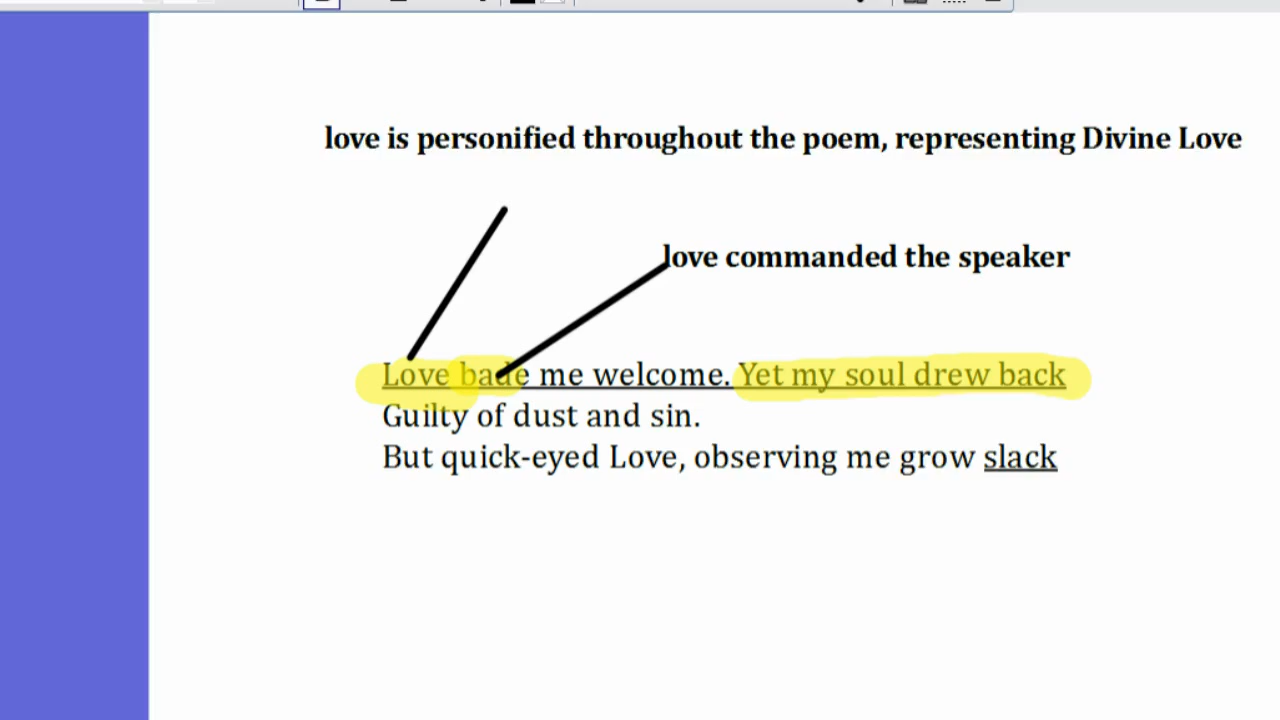 love is personified throughout the poem, representing Divine Love
love commanded the speaker
Love bade me welcome. Yet my soul drew back
Guilty of dust and sin.
But quick-eyed Love, observing me grow slack